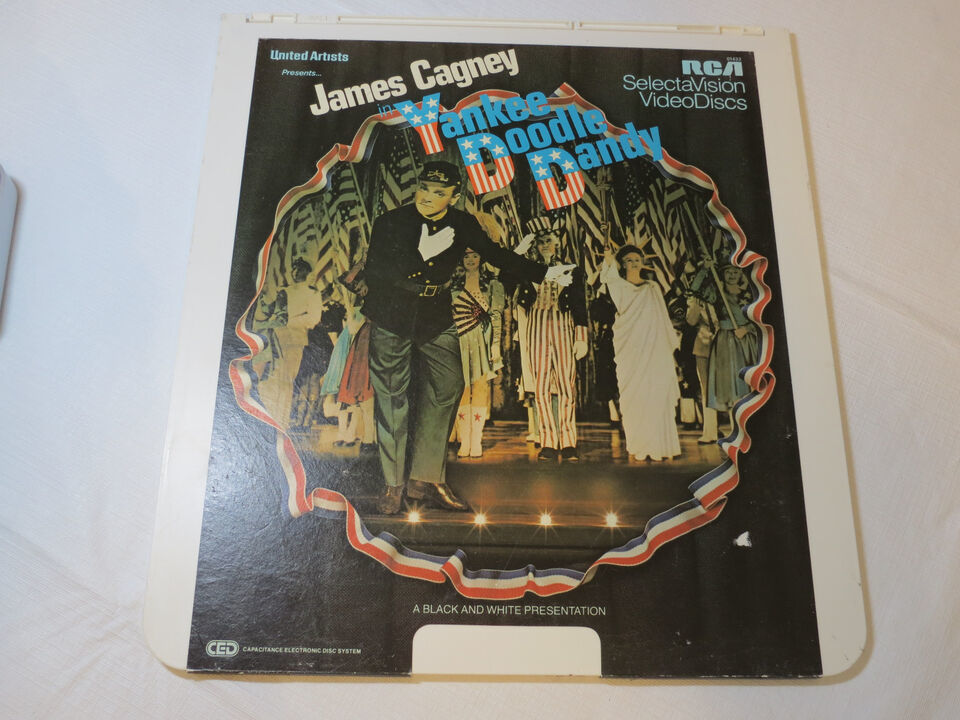 United Artists
Presents...
James Cagney
in Yankee
Doodle
Dandy
01433
RCA
SelectaVision
VideoDiscs
A BLACK AND WHITE PRESENTATION
CED CAPACITANCE ELECTRONIC DISC SYSTEM